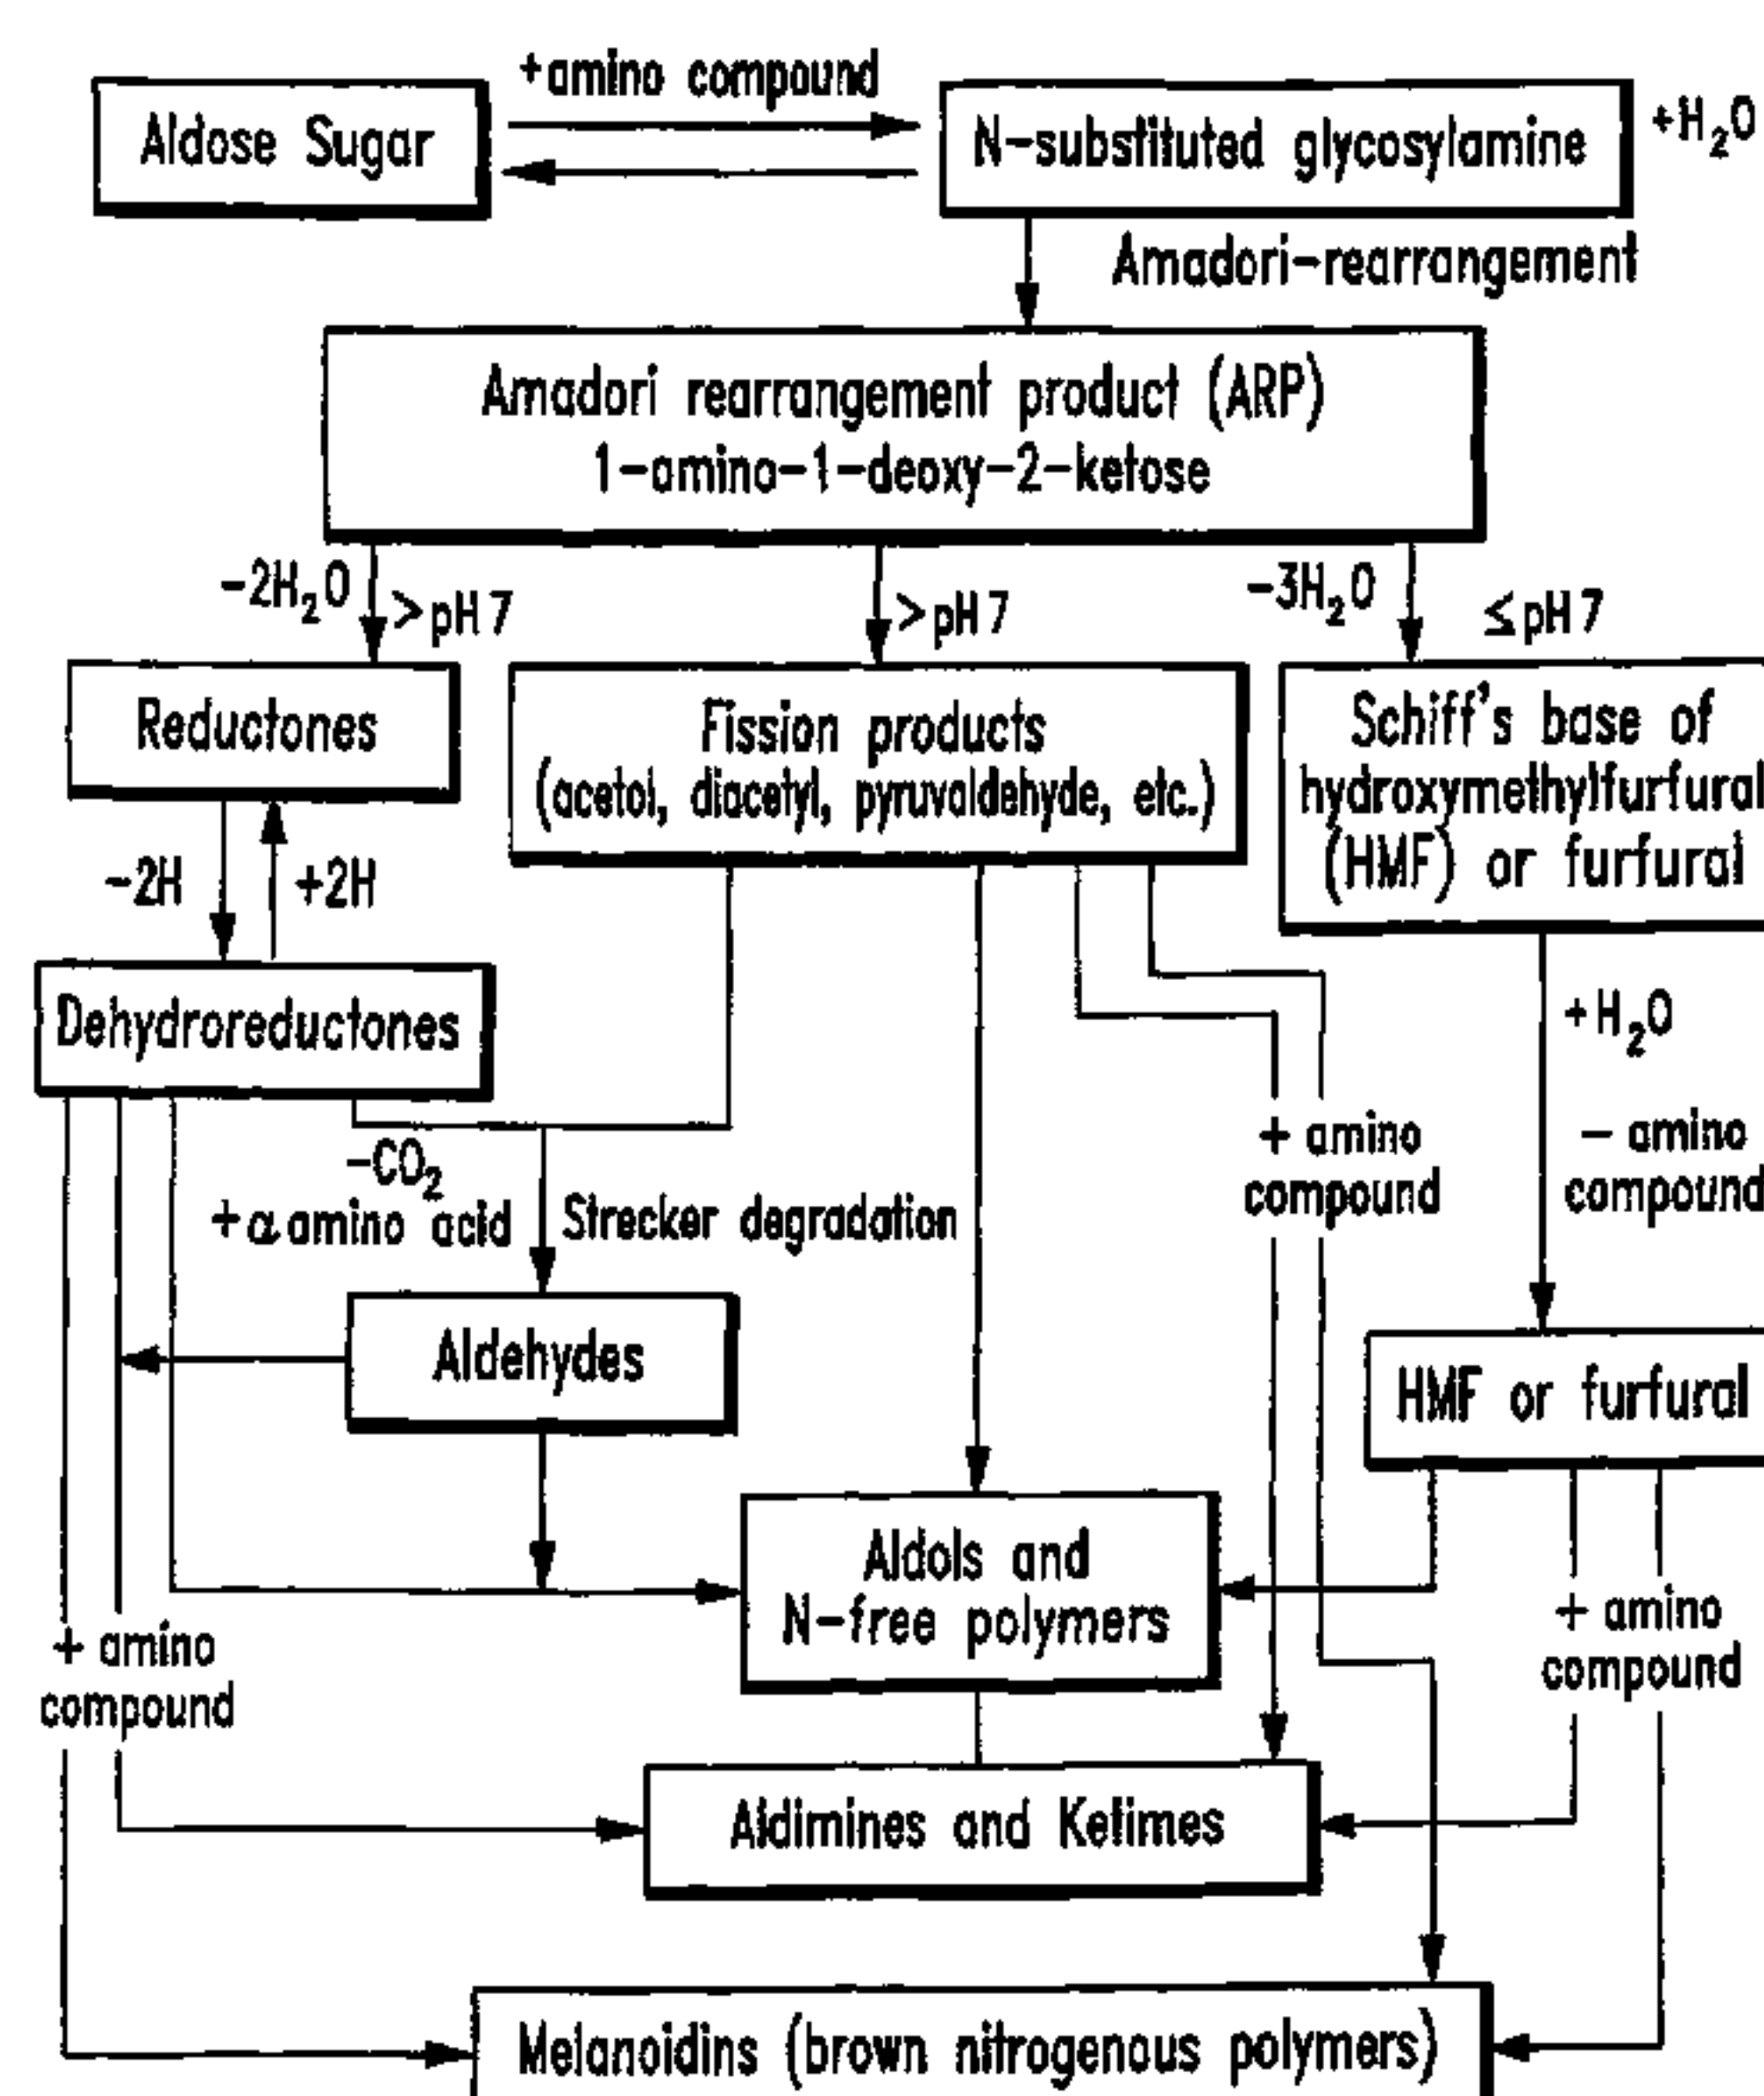 +amino compound
Aldose Sugar
N-substituted glycosylamine
+H₂O
Amadori-rearrangement
Amadori rearrangement product (ARP)
1-amino-1-deoxy-2-ketose
-2H₂O
>pH 7
>pH 7
-3H₂O
≤pH 7
Reductones
Fission products
(acetol, diacetyl, pyruvaldehyde, etc.)
Schiff's base of
hydroxymethylfurfural
(HMF) or furfural
-2H
+2H
Dehydroreductones
+H₂O
+ amino
compound
- amino
compound
-CO₂
+α amino acid
Strecker degradation
Aldehydes
HMF or furfural
Aldols and
N-free polymers
+ amino
compound
+ amino
compound
Aldimines and Ketimes
Melanoidins (brown nitrogenous polymers)